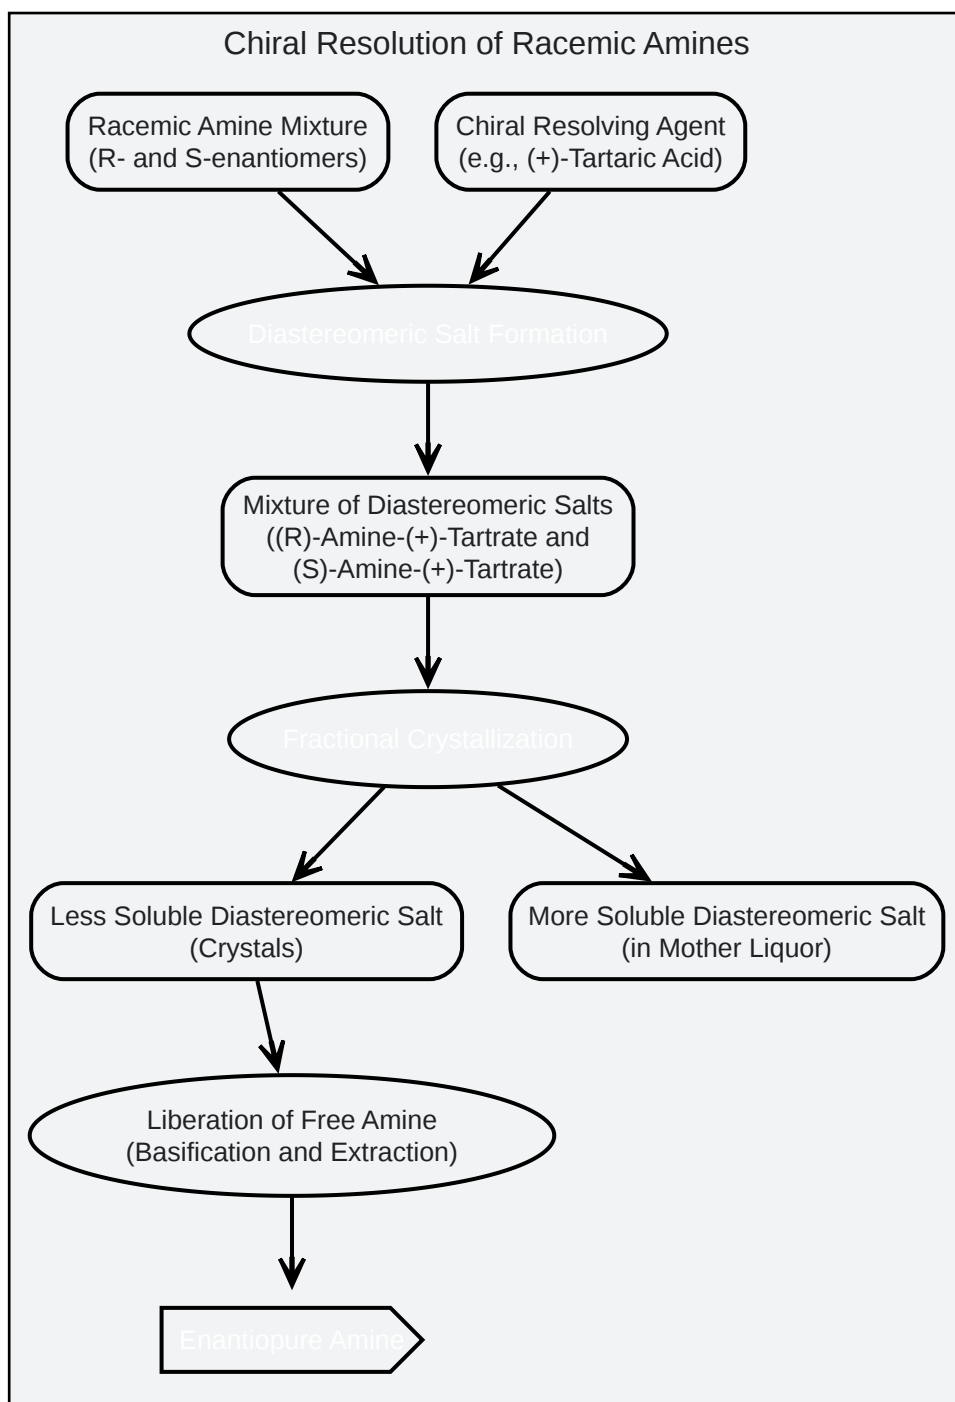 Chiral Resolution of Racemic Amines
Racemic Amine Mixture
(R- and S-enantiomers)
Chiral Resolving Agent
(e.g., (+)-Tartaric Acid)
Diastereomeric Salt Formation
Mixture of Diastereomeric Salts
((R)-Amine-(+)-Tartrate and
(S)-Amine-(+)-Tartrate)
Fractional Crystallization
Less Soluble Diastereomeric Salt
(Crystals)
More Soluble Diastereomeric Salt
(in Mother Liquor)
Liberation of Free Amine
(Basification and Extraction)
Enantiopure Amine